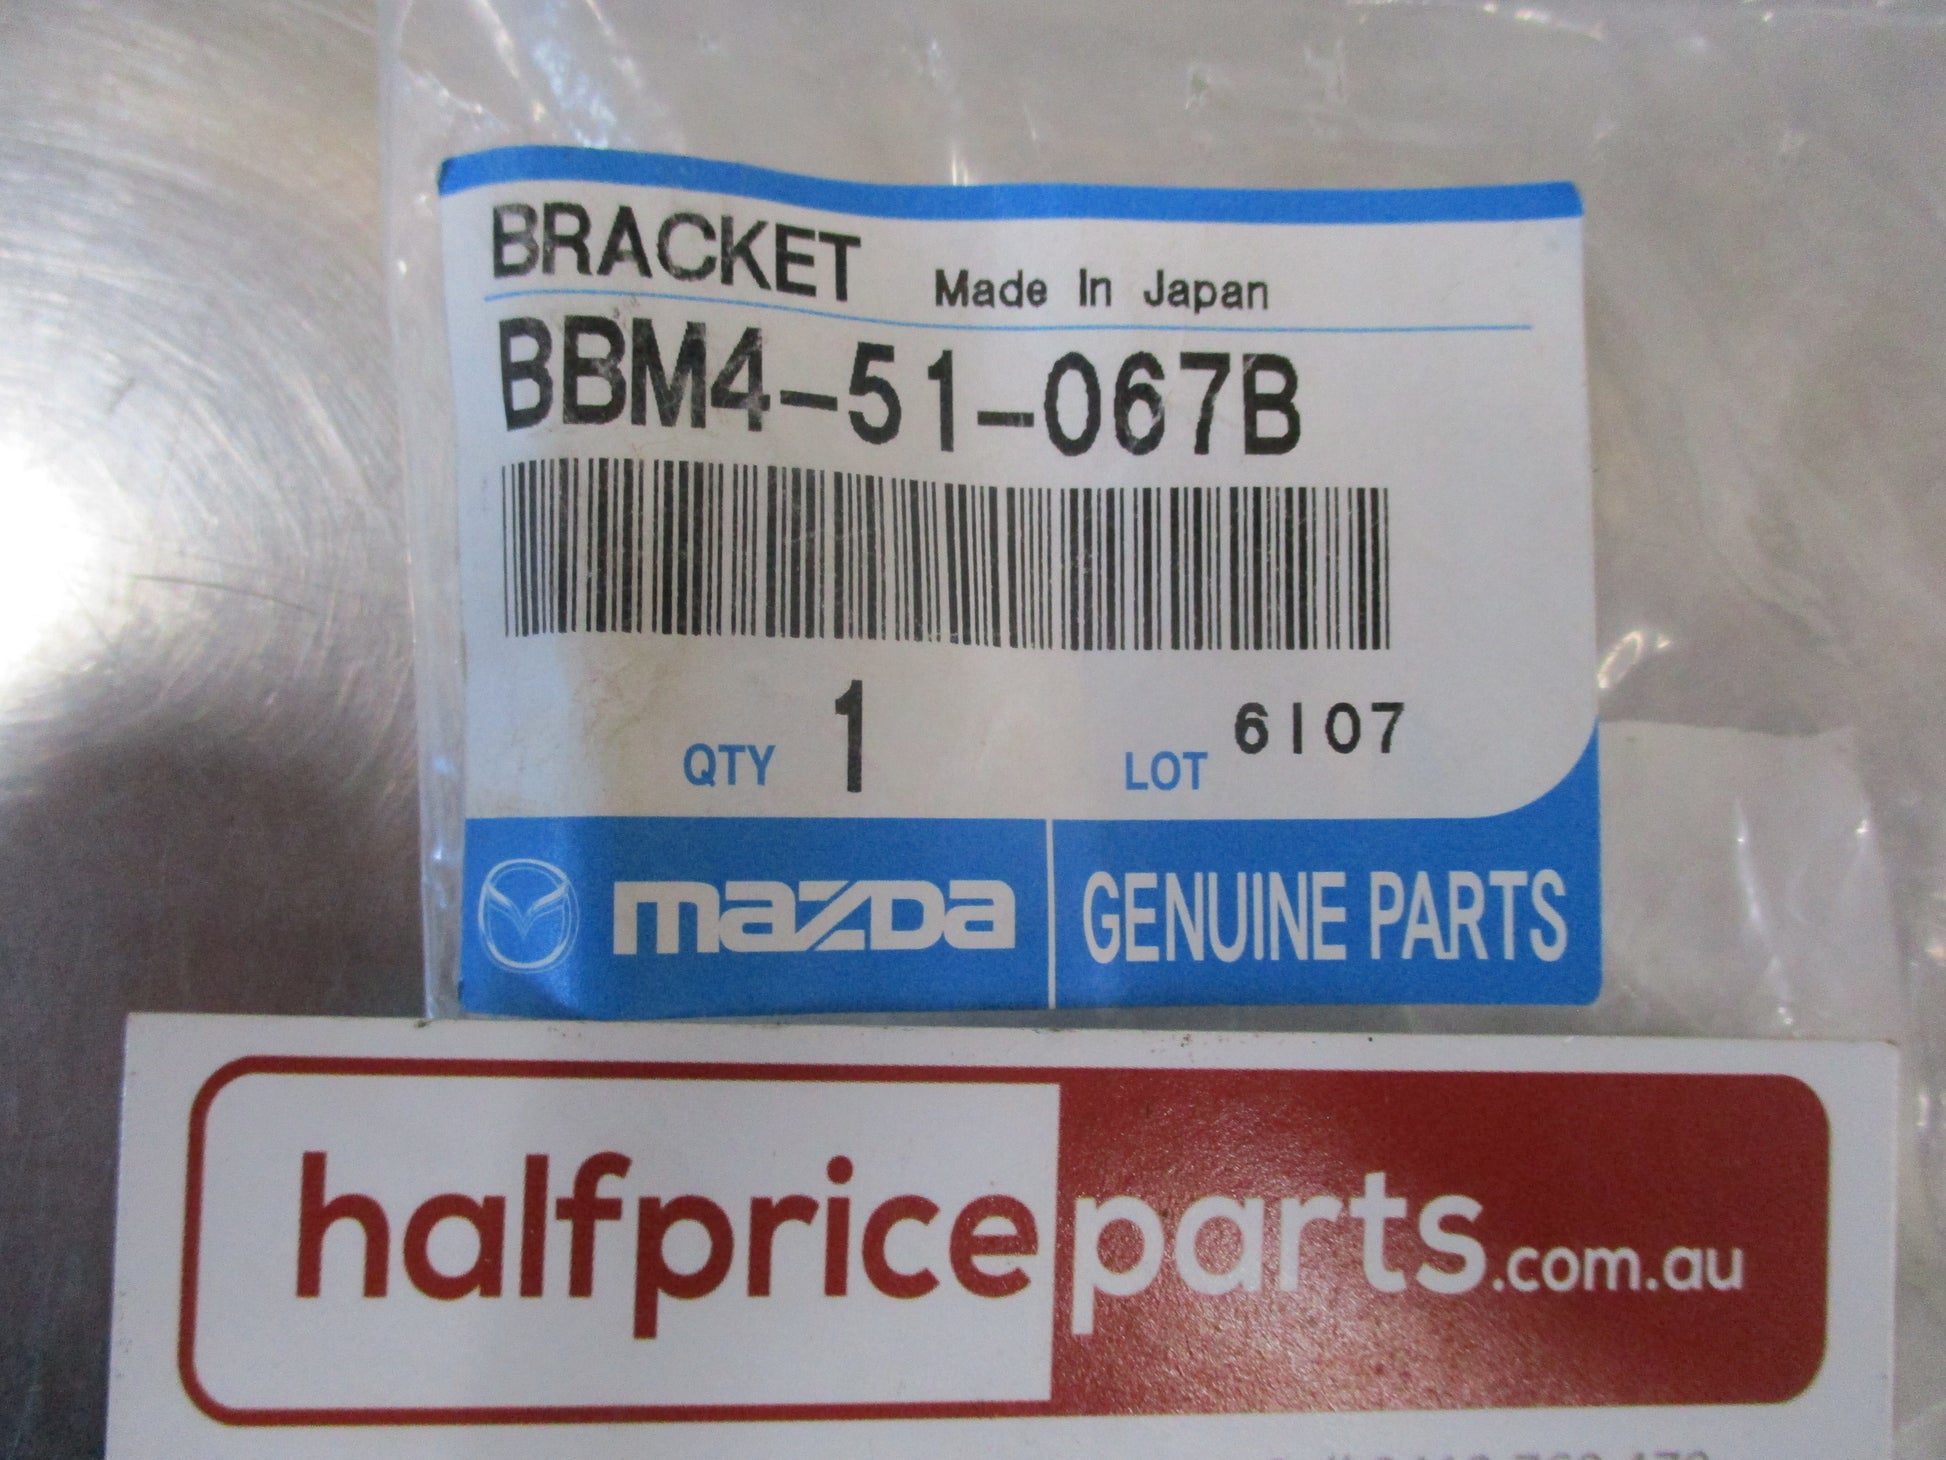 BRACKET Made In Japan
BBM4-51-067B
QTY 1 LOT 6107
mazda GENUINE PARTS
halfpriceparts.com.au